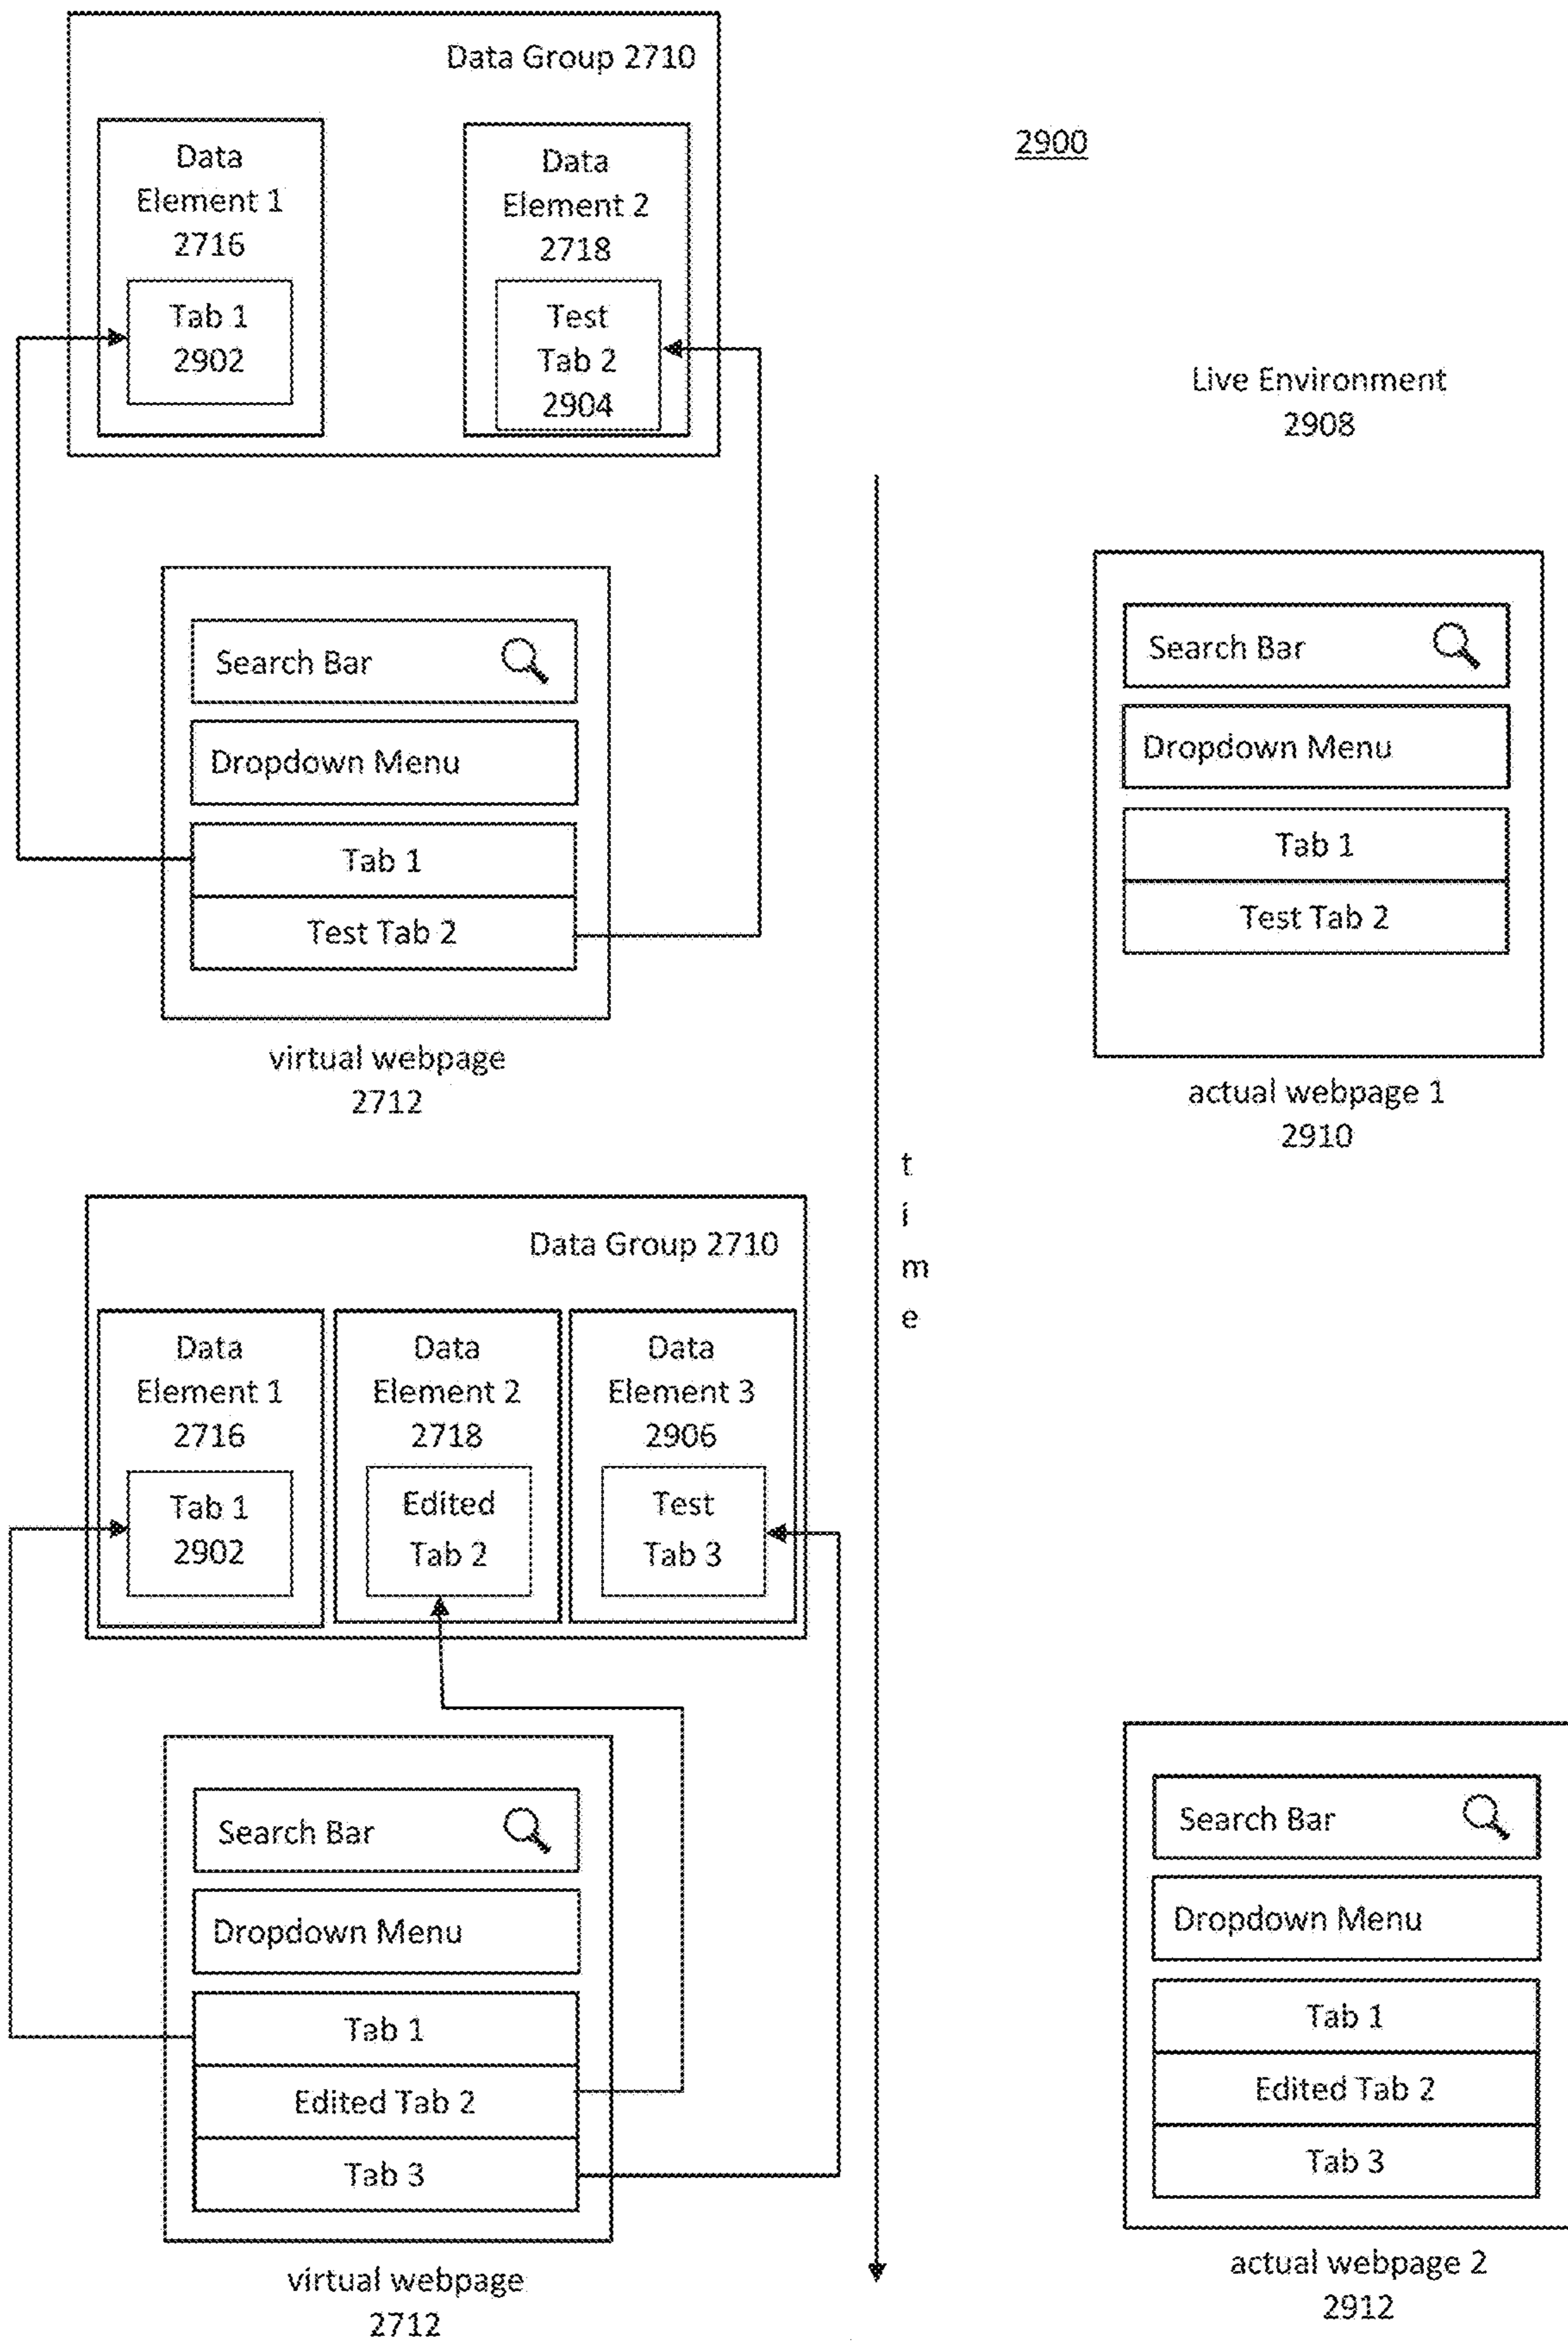 Data Group 2710
Data
Element 1
2716
Tab 1
2902
Data
Element 2
2718
Test
Tab 2
2904
2900
Live Environment
2908
Search Bar
Dropdown Menu
Tab 1
Test Tab 2
virtual webpage
2712
Search Bar
Dropdown Menu
Tab 1
Test Tab 2
actual webpage 1
2910
time
Data Group 2710
Data
Element 1
2716
Tab 1
2902
Data
Element 2
2718
Edited
Tab 2
Data
Element 3
2906
Test
Tab 3
Search Bar
Dropdown Menu
Tab 1
Edited Tab 2
Tab 3
virtual webpage
2712
Search Bar
Dropdown Menu
Tab 1
Edited Tab 2
Tab 3
actual webpage 2
2912